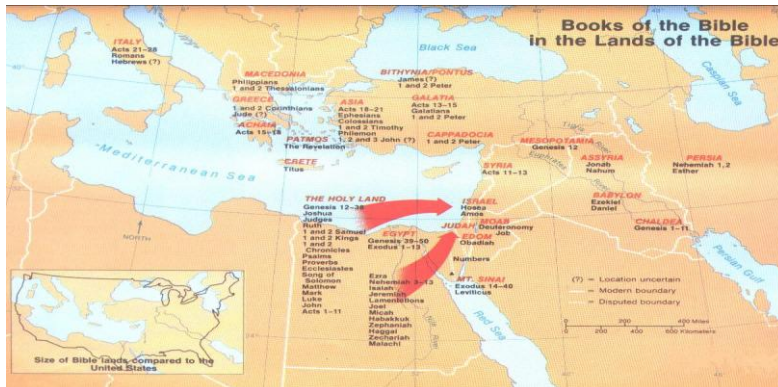 Books of the Bible
in the Lands of the Bible
ITALY
Acts 21-28
Romans
Hebrews (?)
Black Sea
Caspian Sea
MACEDONIA
Philippians
1 and 2 Thessalonians
BITHYNIA/PONTUS
James (?)
1 and 2 Peter
GREECE
1 and 2 Corinthians
Jude (?)
ACHAIA
Acts 15-18
ASIA
Acts 18-21
Ephesians
Colossians
1 and 2 Timothy
Philemon
1, 2 and 3 John (?)
GALATIA
Acts 13-15
Galatians
1 and 2 Peter
PATMOS
The Revelation
CAPPADOCIA
1 and 2 Peter
MESOPOTAMIA
Genesis 12
Tigris River
Euphrates River
Mediterranean Sea
CRETE
Titus
SYRIA
Acts 11-13
ASSYRIA
Jonah
Nahum
PERSIA
Nehemiah 1, 2
Esther
BABYLON
Ezekiel
Daniel
CHALDEA
Genesis 1-11
THE HOLY LAND
Genesis 12-38
Joshua
Judges
Ruth
1 and 2 Samuel
1 and 2 Kings
1 and 2
Chronicles
Psalms
Proverbs
Ecclesiastes
Song of
Solomon
Matthew
Mark
Luke
John
Acts 1-11
Ezra
Nehemiah 3-13
Isaiah
Jeremiah
Lamentations
Joel
Micah
Habakkuk
Zephaniah
Haggai
Zechariah
Malachi
ISRAEL
Hosea
Amos
JUDAH
MOAB
Deuteronomy
Job
EDOM
Obadiah
EGYPT
Genesis 39-50
Exodus 1-13
Numbers
MT. SINAI
Exodus 14-40
Leviticus
NORTH
Nile River
Red Sea
Persian Gulf
(?) = Location uncertain
= Modern boundary
= Disputed boundary
400 Miles
600 Kilometers
Size of Bible lands compared to the
United States